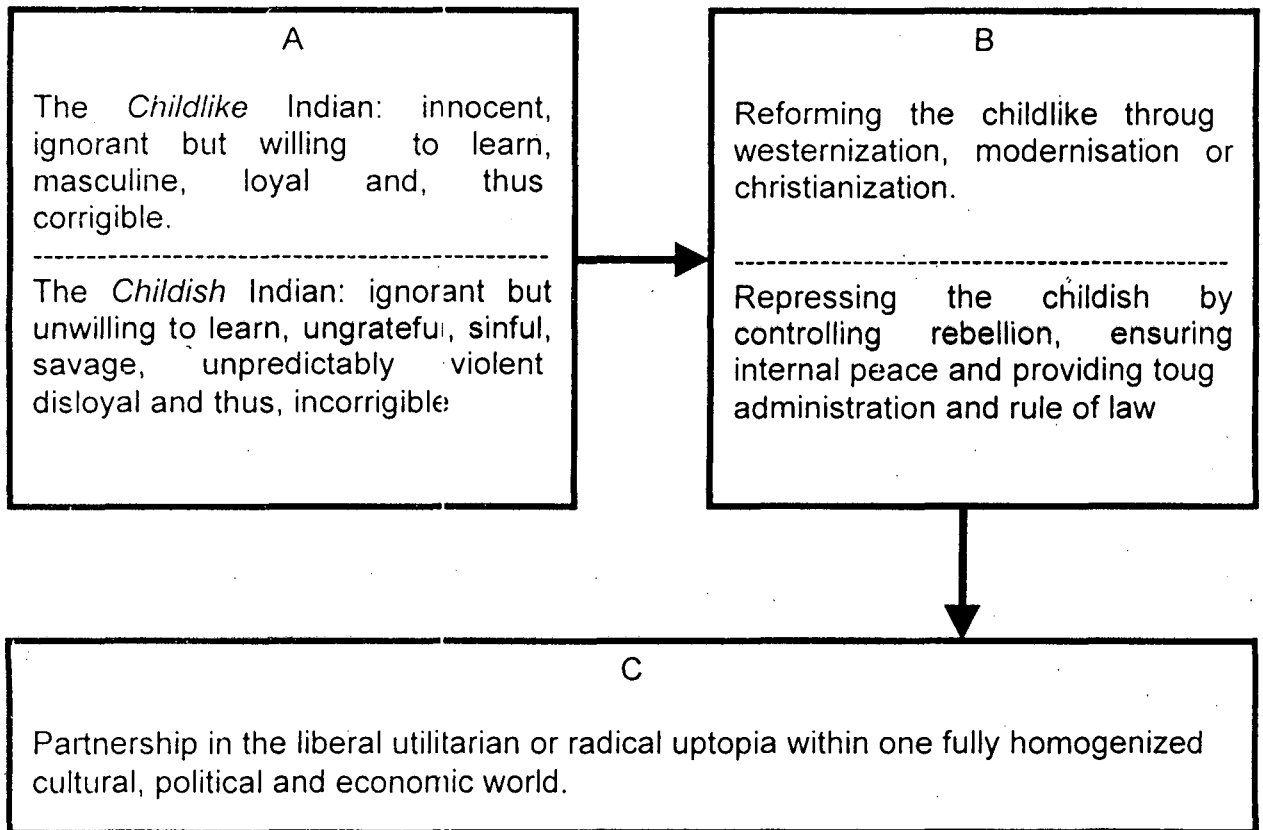 A
The Childlike Indian: innocent,
ignorant but willing to learn,
masculine, loyal and, thus
corrigible.
The Childish Indian: ignorant but
unwilling to learn, ungrateful, sinful,
savage, unpredictably violent
disloyal and thus, incorrigible
B
Reforming the childlike throug
westernization, modernisation or
christianization.
Repressing the childish by
controlling rebellion, ensuring
internal peace and providing toug
administration and rule of law
C
Partnership in the liberal utilitarian or radical uptopia within one fully homogenized
cultural, political and economic world.